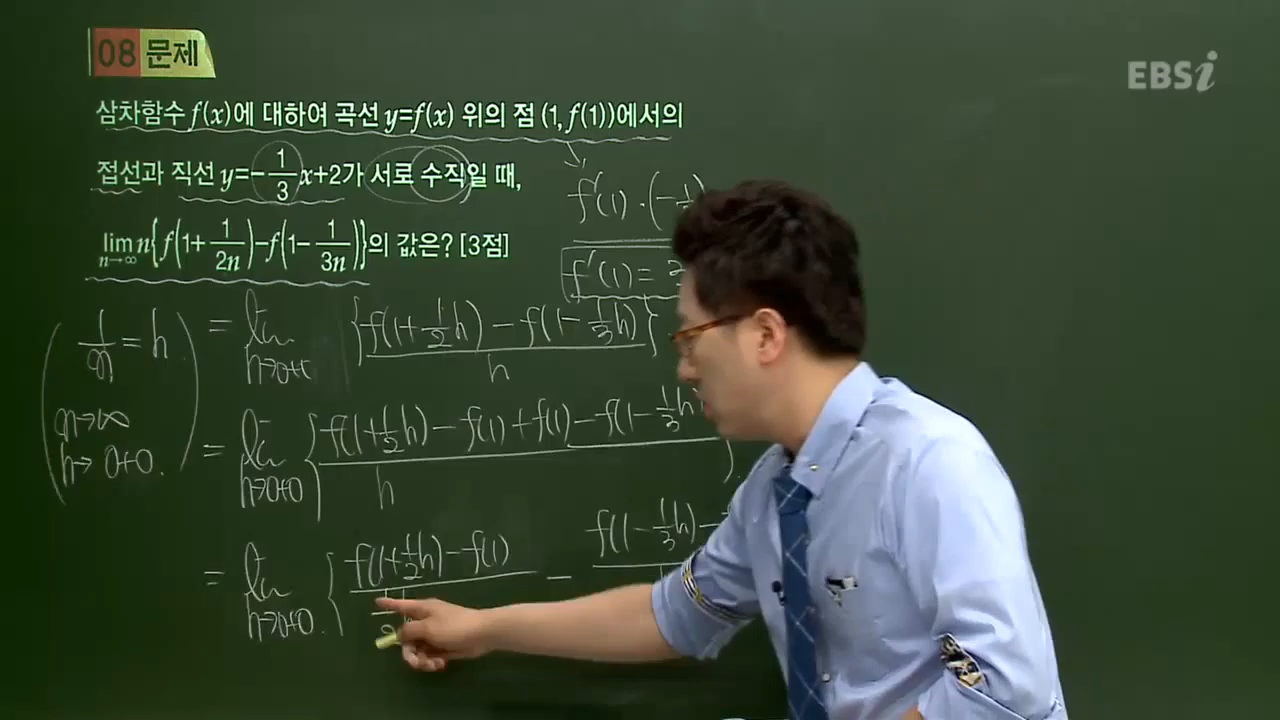 08 문제
EBSi
삼차함수 f(x)에 대하여 곡선 y=f(x) 위의 점 (1, f(1))에서의
접선과 직선 y=-1/3x+2가 서로 수직일 때,
lim n→∞ n{f(1+1/2n)-f(1-1/3n)}의 값은? [3점]
f'(1)·(-
f'(1)=
1/n = h
n→∞
h→0+0.
= lim h→0+0 {f(1+1/2h)-f(1-1/3h)}/h
= lim h→0+0 {f(1+1/2h)-f(1)+f(1)-f(1-1/3h)/h}.
= lim h→0+0. {f(1+1/2h)-f(1)/ - f(1-1/3h)-